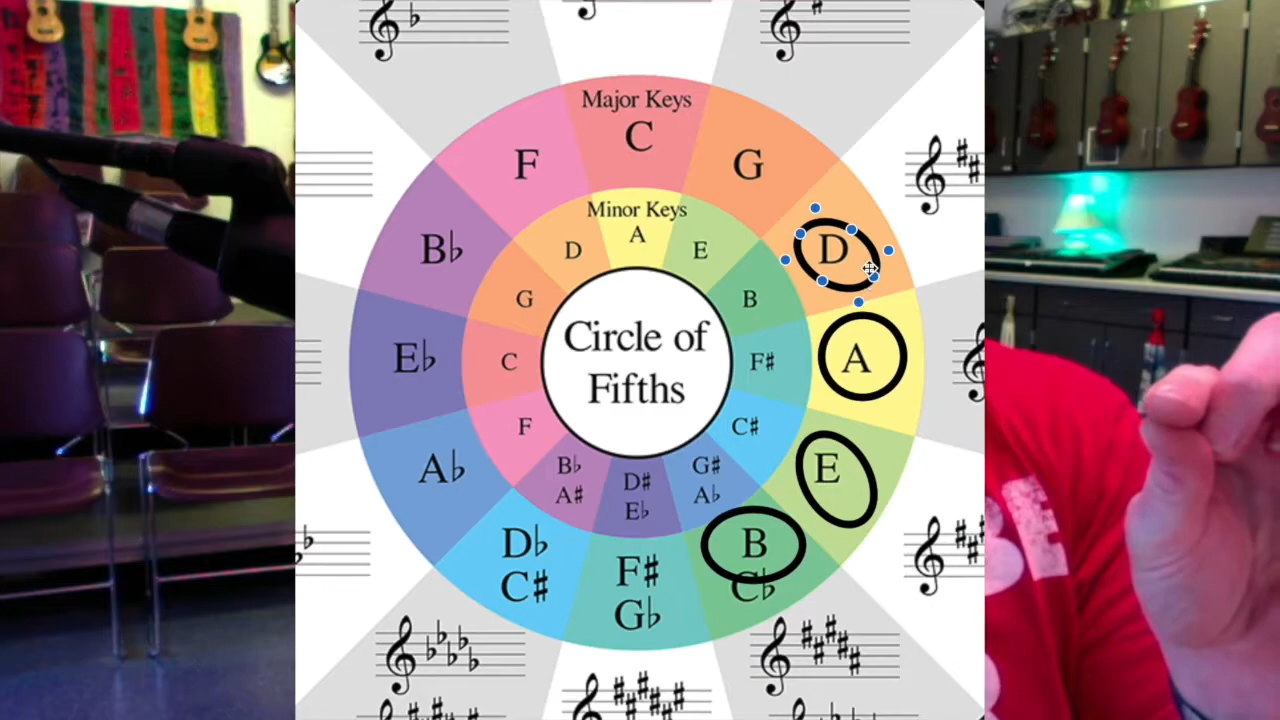 Major Keys
C
F
G
B♭
D
E♭
A
A♭
E
D♭
C#
F#
G♭
B
C♭
Minor Keys
A
D
E
G
B
C
F#
F
C#
B♭
A#
D#
E♭
G#
A♭
Circle of
Fifths